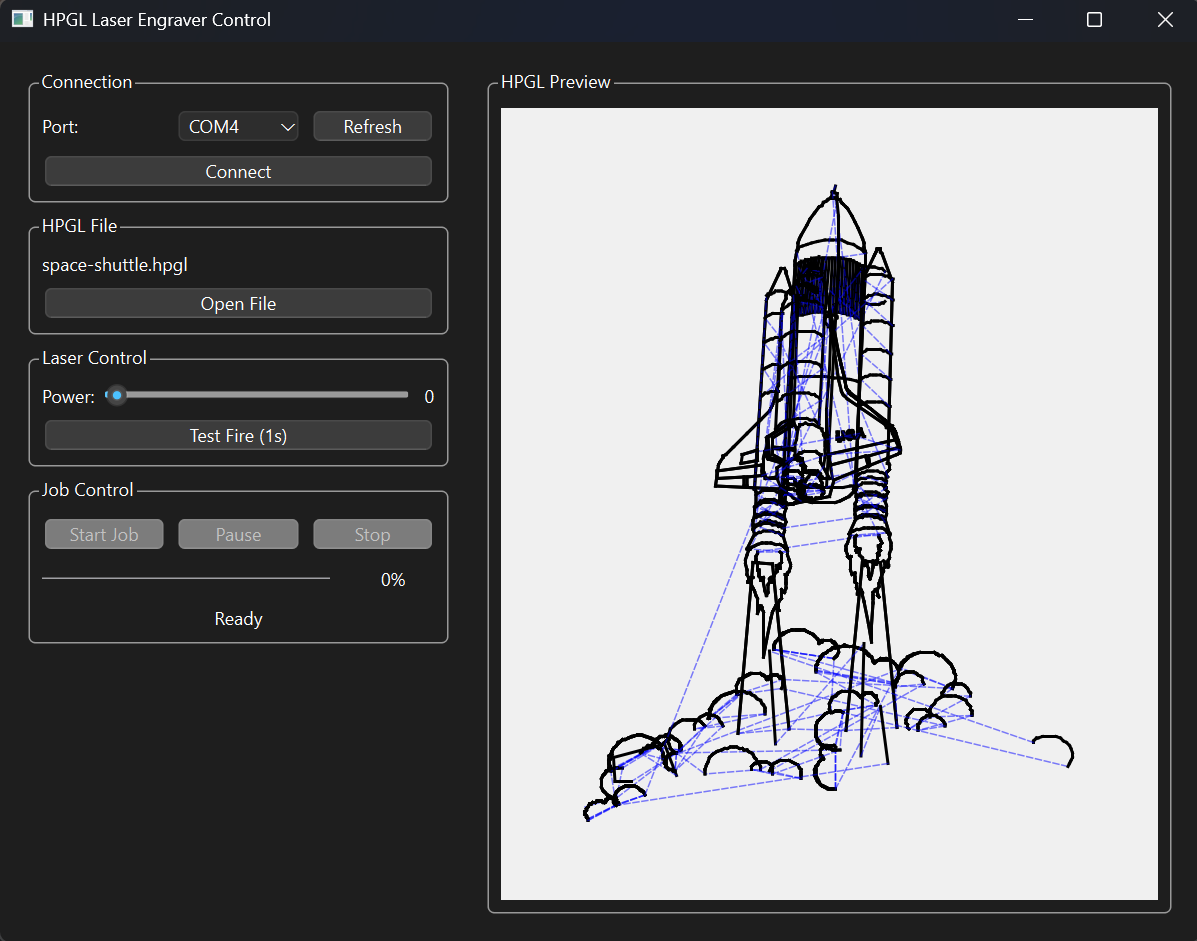 HPGL Laser Engraver Control
Connection
Port:
COM4
Refresh
Connect
HPGL File
space-shuttle.hpgl
Open File
Laser Control
Power:
0
Test Fire (1s)
Job Control
Start Job
Pause
Stop
0%
Ready
HPGL Preview
USA